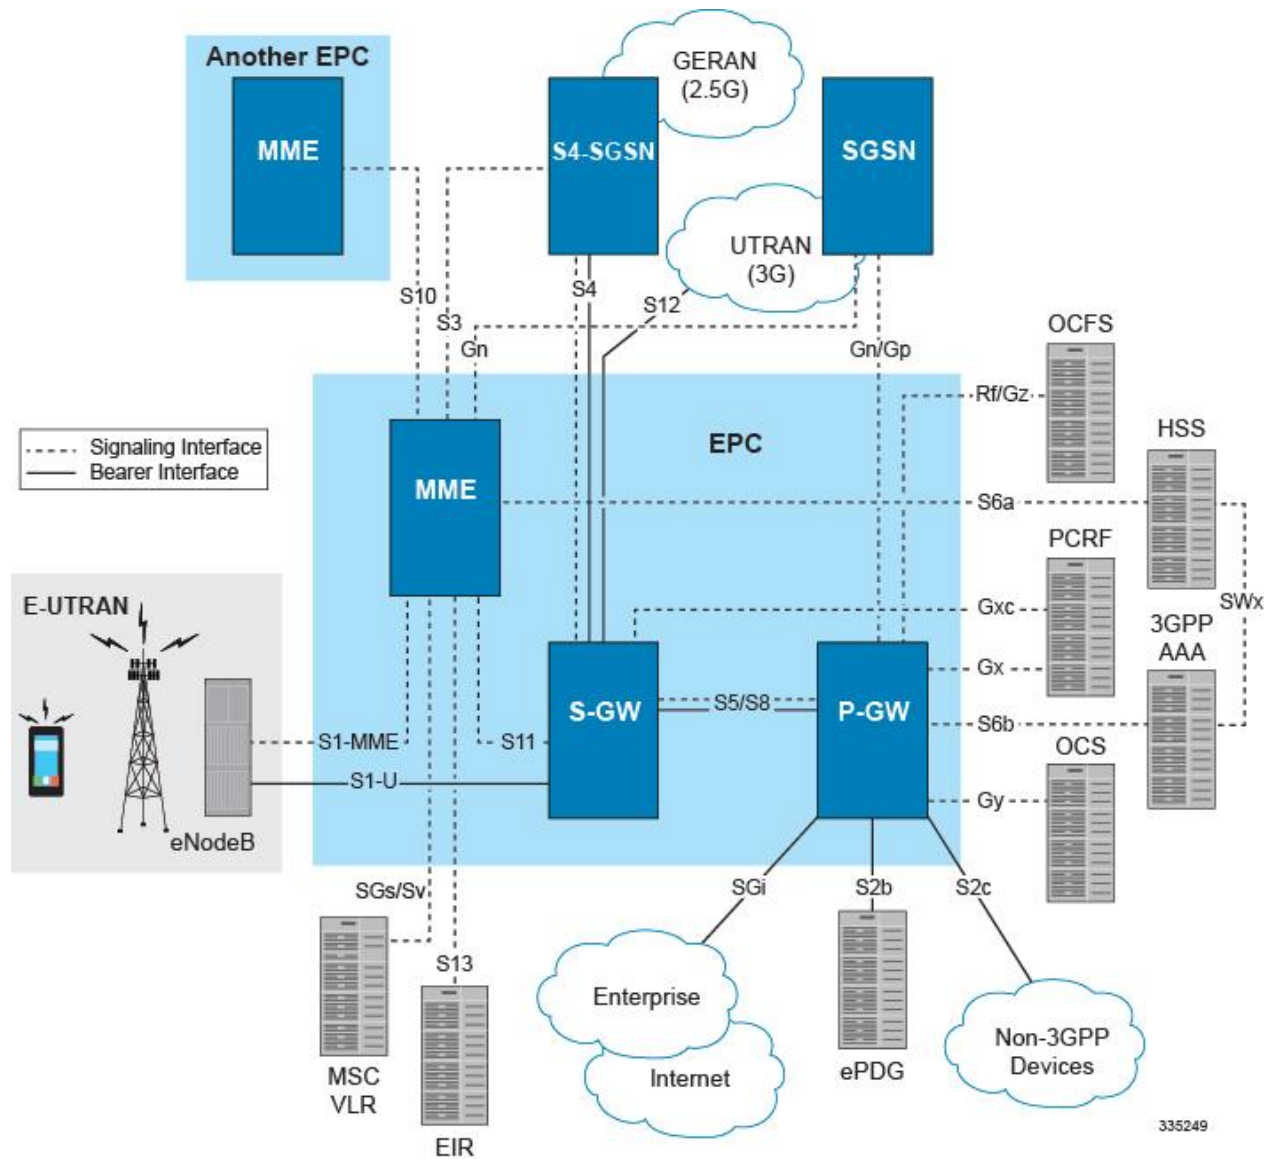 Another EPC
MME
GERAN
(2.5G)
S4-SGSN
SGSN
UTRAN
(3G)
S10
S3
S4
S12
Gn
Gn/Gp
OCFS
Rf/Gz
HSS
Signaling Interface
Bearer Interface
EPC
MME
S6a
PCRF
E-UTRAN
Gxc
SWx
3GPP
AAA
Gx
S-GW
S5/S8
P-GW
S6b
S1-MME
S11
OCS
S1-U
Gy
eNodeB
SGs/Sv
SGi
S2b
S2c
S13
Enterprise
Internet
ePDG
Non-3GPP
Devices
MSC
VLR
EIR
335249